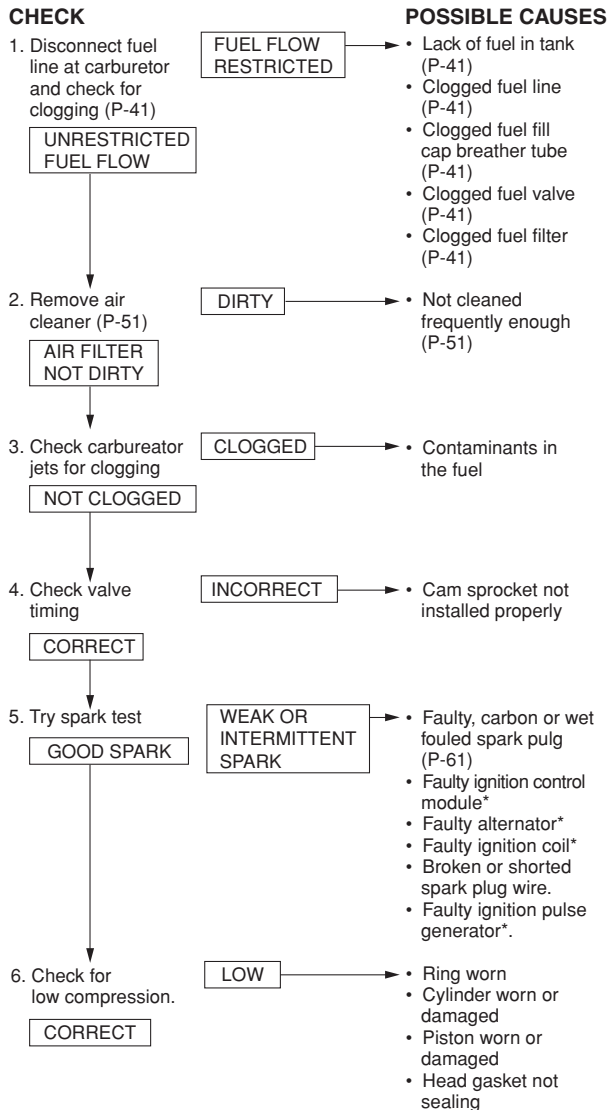 CHECK
POSSIBLE CAUSES
1. Disconnect fuel
line at carburetor
and check for
clogging (P-41)
FUEL FLOW
RESTRICTED
• Lack of fuel in tank
(P-41)
• Clogged fuel line
(P-41)
• Clogged fuel fill
cap breather tube
(P-41)
• Clogged fuel valve
(P-41)
• Clogged fuel filter
(P-41)
UNRESTRICTED
FUEL FLOW
2. Remove air
cleaner (P-51)
DIRTY
• Not cleaned
frequently enough
(P-51)
AIR FILTER
NOT DIRTY
3. Check carbureator
jets for clogging
CLOGGED
• Contaminants in
the fuel
NOT CLOGGED
4. Check valve
timing
INCORRECT
• Cam sprocket not
installed properly
CORRECT
5. Try spark test
WEAK OR
INTERMITTENT
SPARK
• Faulty, carbon or wet
fouled spark pulg
(P-61)
• Faulty ignition control
module*
• Faulty alternator*
• Faulty ignition coil*
• Broken or shorted
spark plug wire.
• Faulty ignition pulse
generator*.
GOOD SPARK
6. Check for
low compression.
LOW
• Ring worn
• Cylinder worn or
damaged
• Piston worn or
damaged
• Head gasket not
sealing
CORRECT